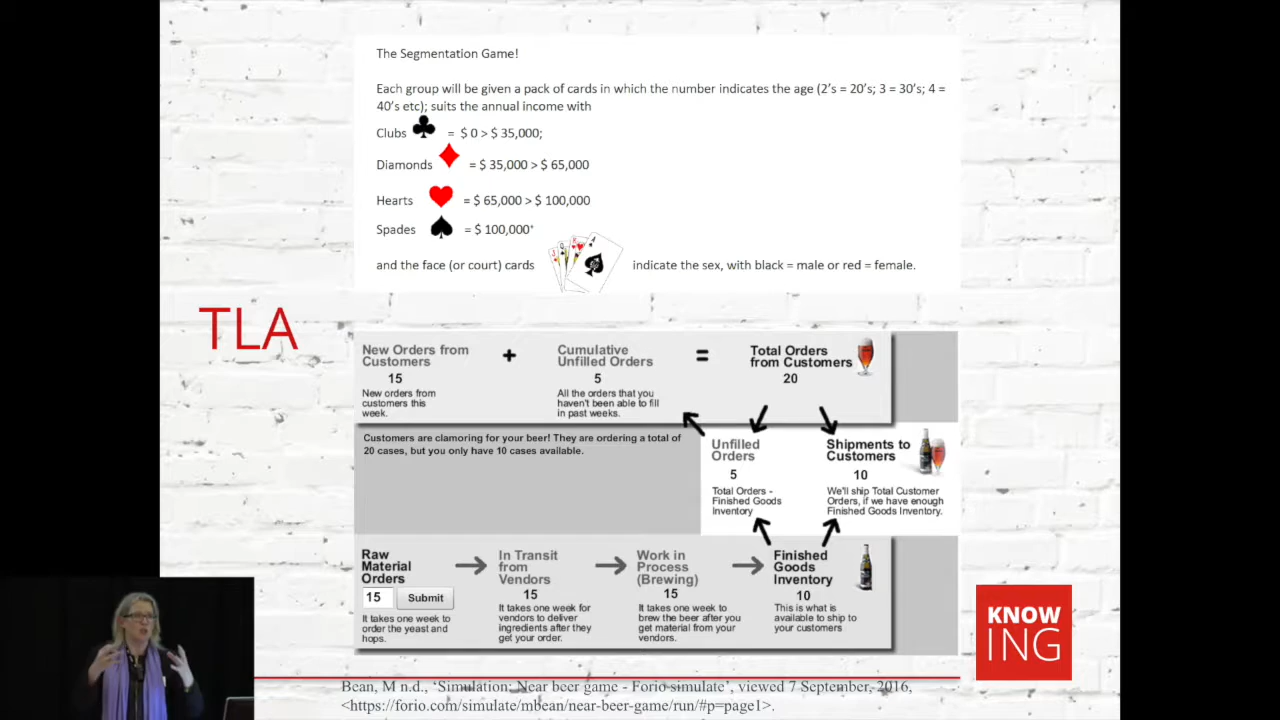 The Segmentation Game!
Each group will be given a pack of cards in which the number indicates the age (2's = 20's; 3 = 30's; 4 =
40's etc); suits the annual income with
Clubs = $ 0 > $ 35,000;
Diamonds = $ 35,000 > $ 65,000
Hearts = $ 65,000 > $ 100,000
Spades = $ 100,000+
and the face (or court) cards indicate the sex, with black = male or red = female.
TLA
New Orders from
Customers
15
New orders from
customers this
week.
+
Cumulative
Unfilled Orders
5
All the orders that you
haven't been able to fill
in past weeks.
=
Total Orders
from Customers
20
Customers are clamoring for your beer! They are ordering a total of
20 cases, but you only have 10 cases available.
Unfilled
Orders
5
Total Orders -
Finished Goods
Inventory
Shipments to
Customers
10
We'll ship Total Customer
Orders, if we have enough
Finished Goods Inventory.
Raw
Material
Orders
15 Submit
It takes one week to
order the yeast and
hops.
In Transit
from
Vendors
15
It takes one week for
vendors to deliver
ingredients after they
get your order.
Work in
Process
(Brewing)
15
It takes one week to
brew the beer after you
get material from your
vendors.
Finished
Goods
Inventory
10
This is what is
available to ship to
your customers
KNOW
ING
Bean, M n.d., 'Simulation: Near beer game - Forio simulate', viewed 7 September, 2016,
<https://forio.com/simulate/mbean/near-beer-game/run/#p=page1>.